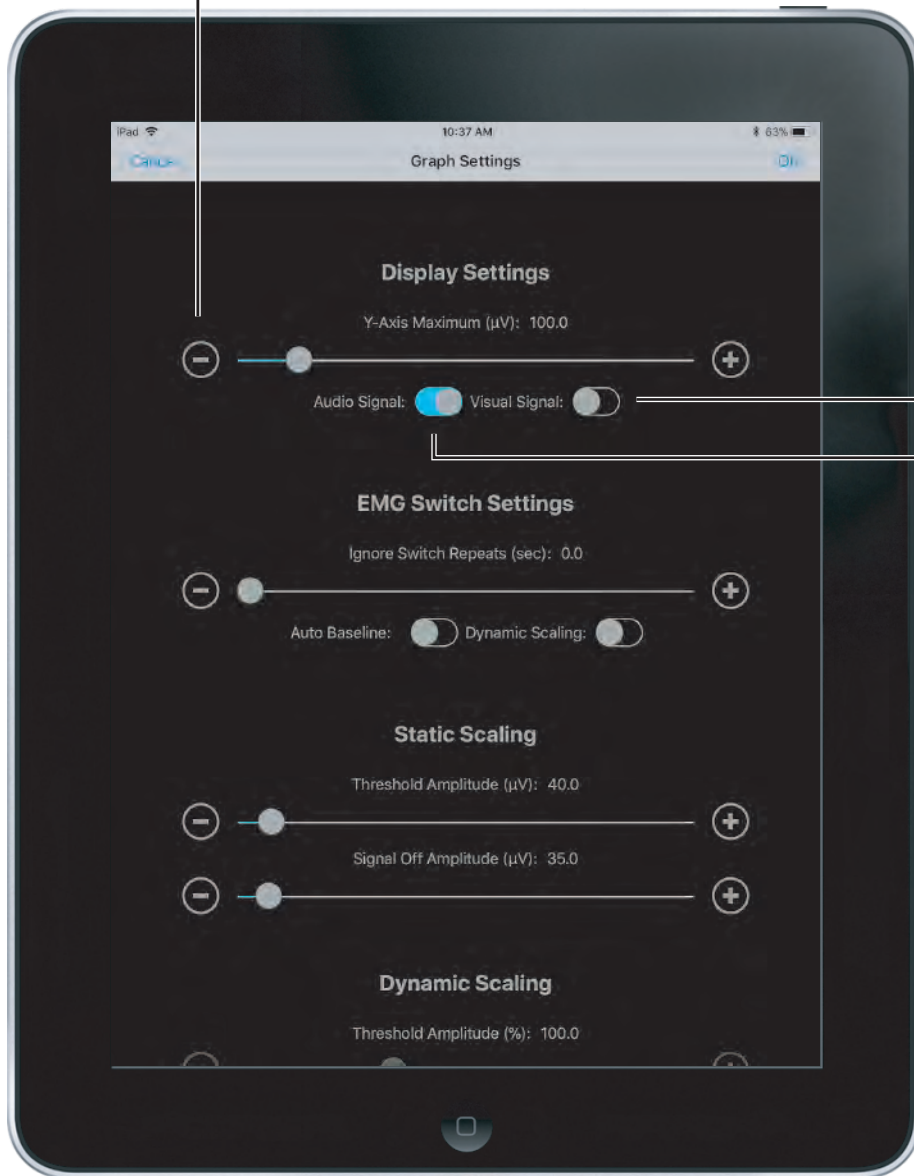 iPad 10:37 AM 63%
Cancel Graph Settings OK
Display Settings
Y-Axis Maximum (µV): 100.0
Audio Signal: Visual Signal:
EMG Switch Settings
Ignore Switch Repeats (sec): 0.0
Auto Baseline: Dynamic Scaling:
Static Scaling
Threshold Amplitude (µV): 40.0
Signal Off Amplitude (µV): 35.0
Dynamic Scaling
Threshold Amplitude (%): 100.0